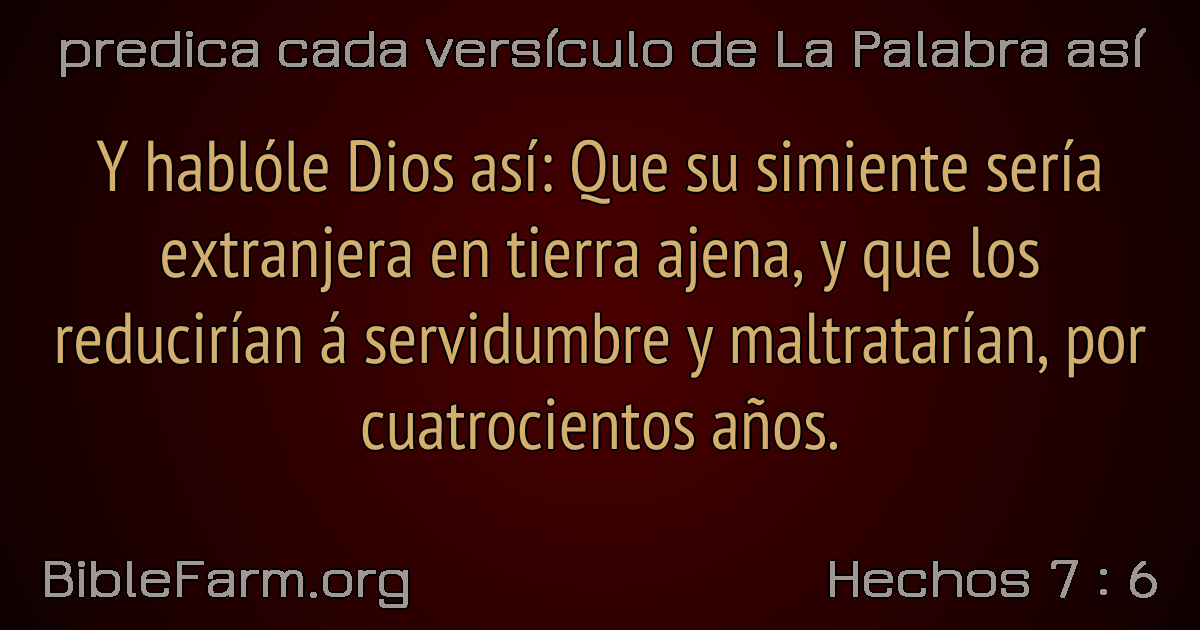 predica cada versículo de La Palabra así
Y hablóle Dios así: Que su simiente sería
extranjera en tierra ajena, y que los
reducirían á servidumbre y maltratarían, por
cuatrocientos años.
BibleFarm.org
Hechos 7 : 6